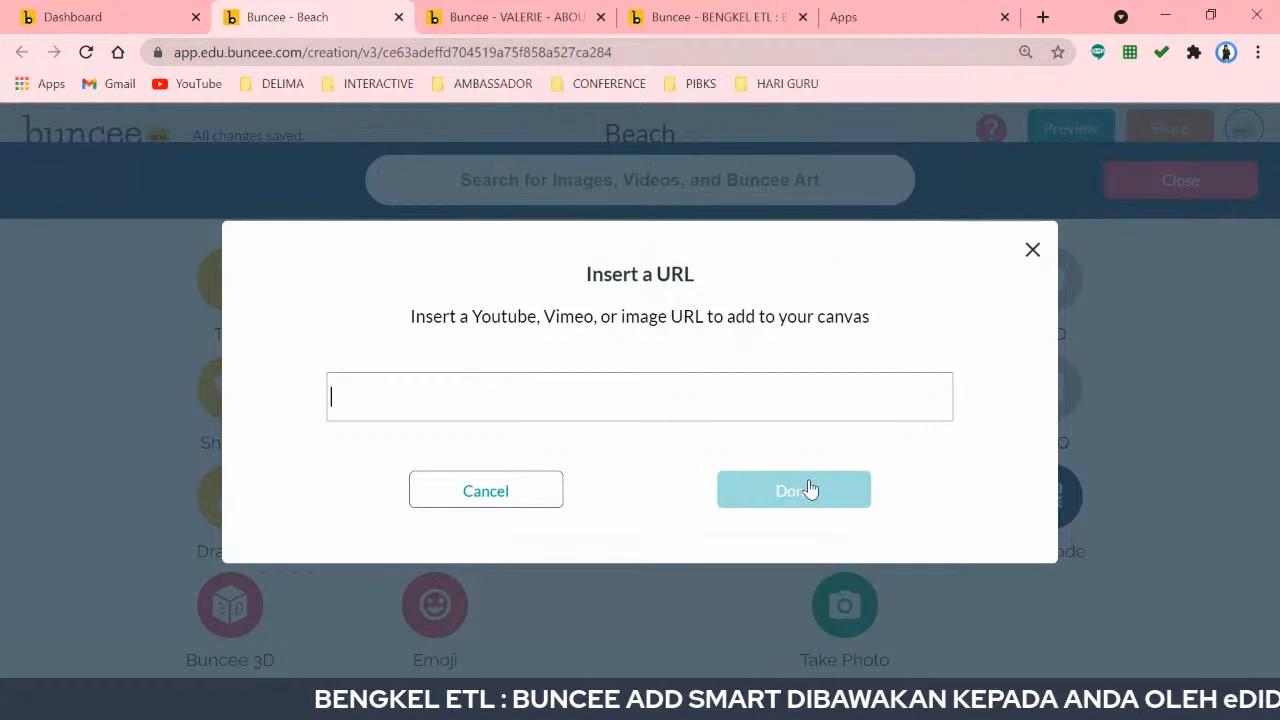 Dashboard
Buncee - Beach
Buncee - VALERIE - ABOU
Buncee - BENGKEL ETL : B
Apps
app.edu.buncee.com/creation/v3/ce63adeffd704519a75f858a527ca284
Apps
Gmail
YouTube
DELIMA
INTERACTIVE
AMBASSADOR
CONFERENCE
PIBKS
HARI GURU
buncee
All changes saved.
Beach
?
Preview
Share
Search for Images, Videos, and Buncee Art
Close
Insert a URL
Insert a Youtube, Vimeo, or image URL to add to your canvas
Cancel
Buncee 3D
Emoji
Take Photo
BENGKEL ETL : BUNCEE ADD SMART DIBAWAKAN KEPADA ANDA OLEH eDID